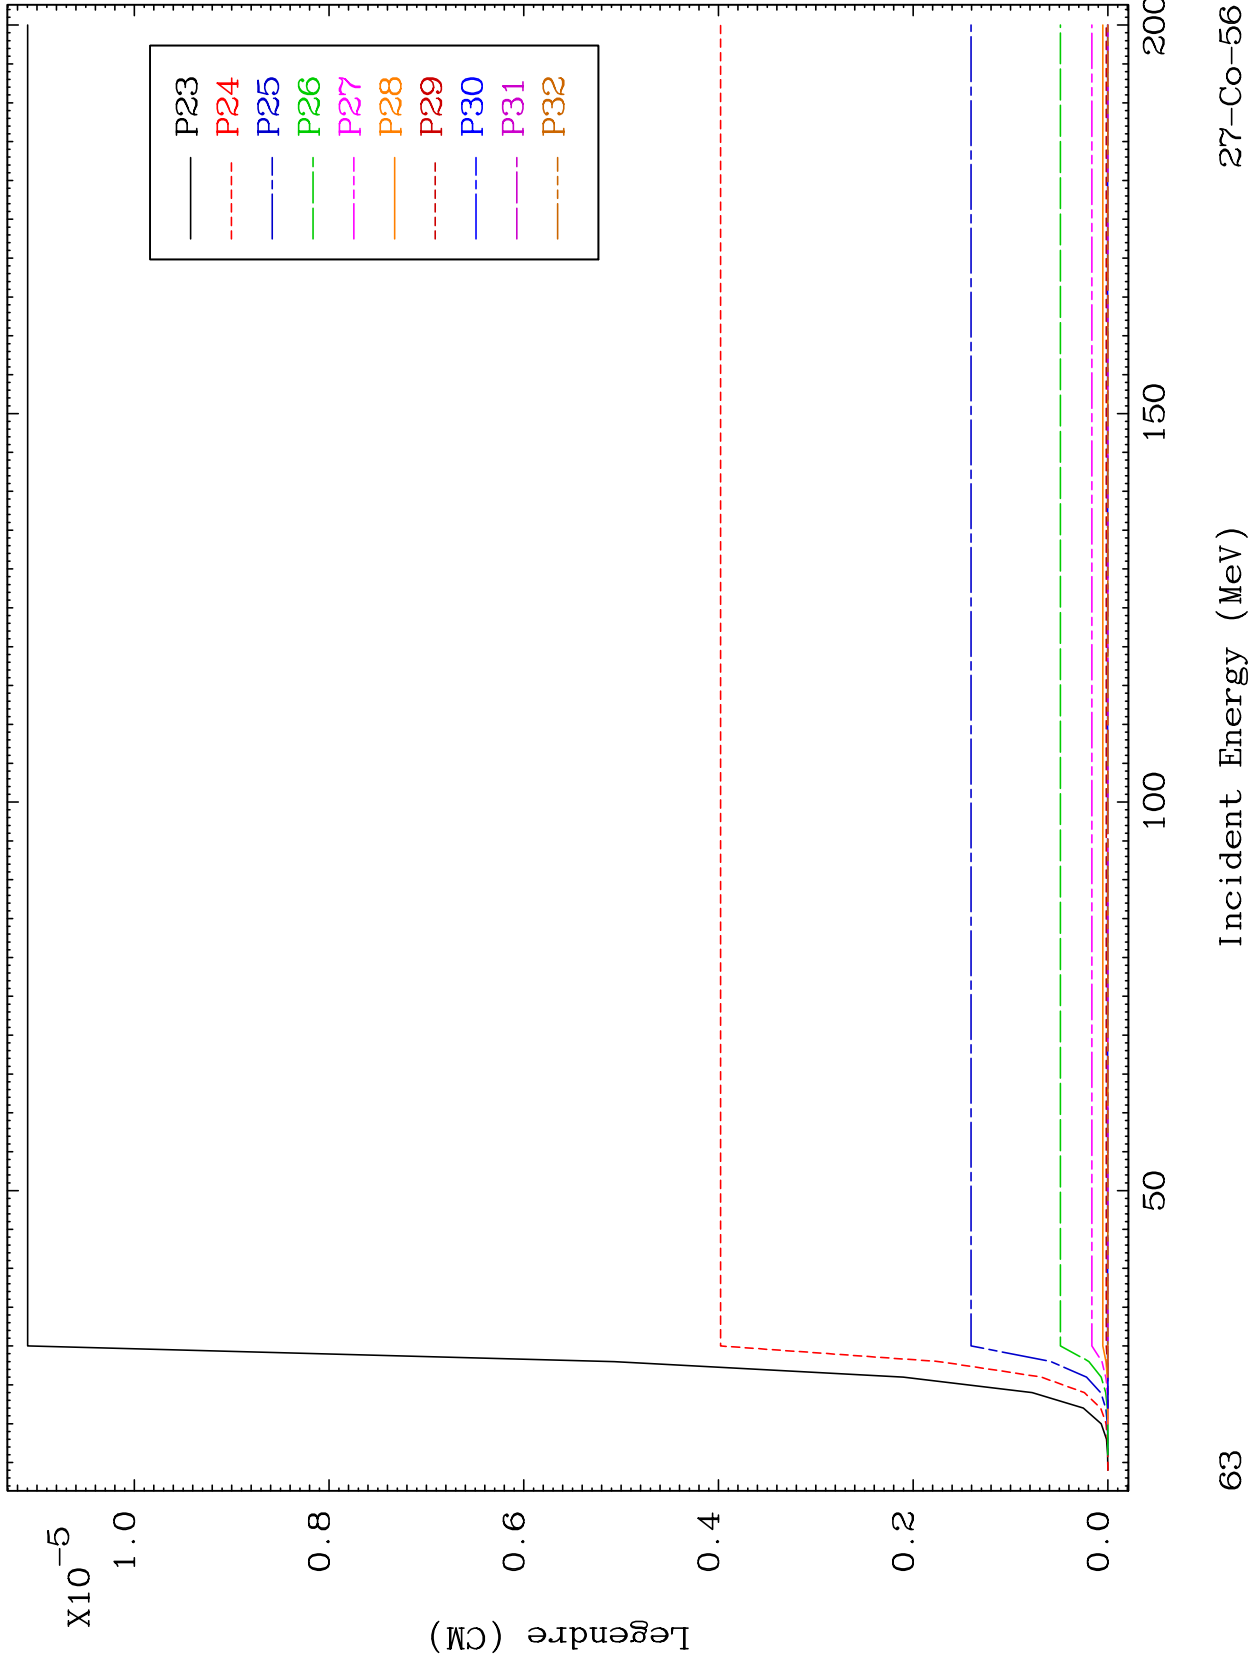 X10-5
1.0
0.8
0.6
0.4
0.2
0.0
Legendre (CM)
P23
P24
P25
P26
P27
P28
P29
P30
P31
P32
50
100
150
200
Incident Energy (MeV)
63
27-Co-56